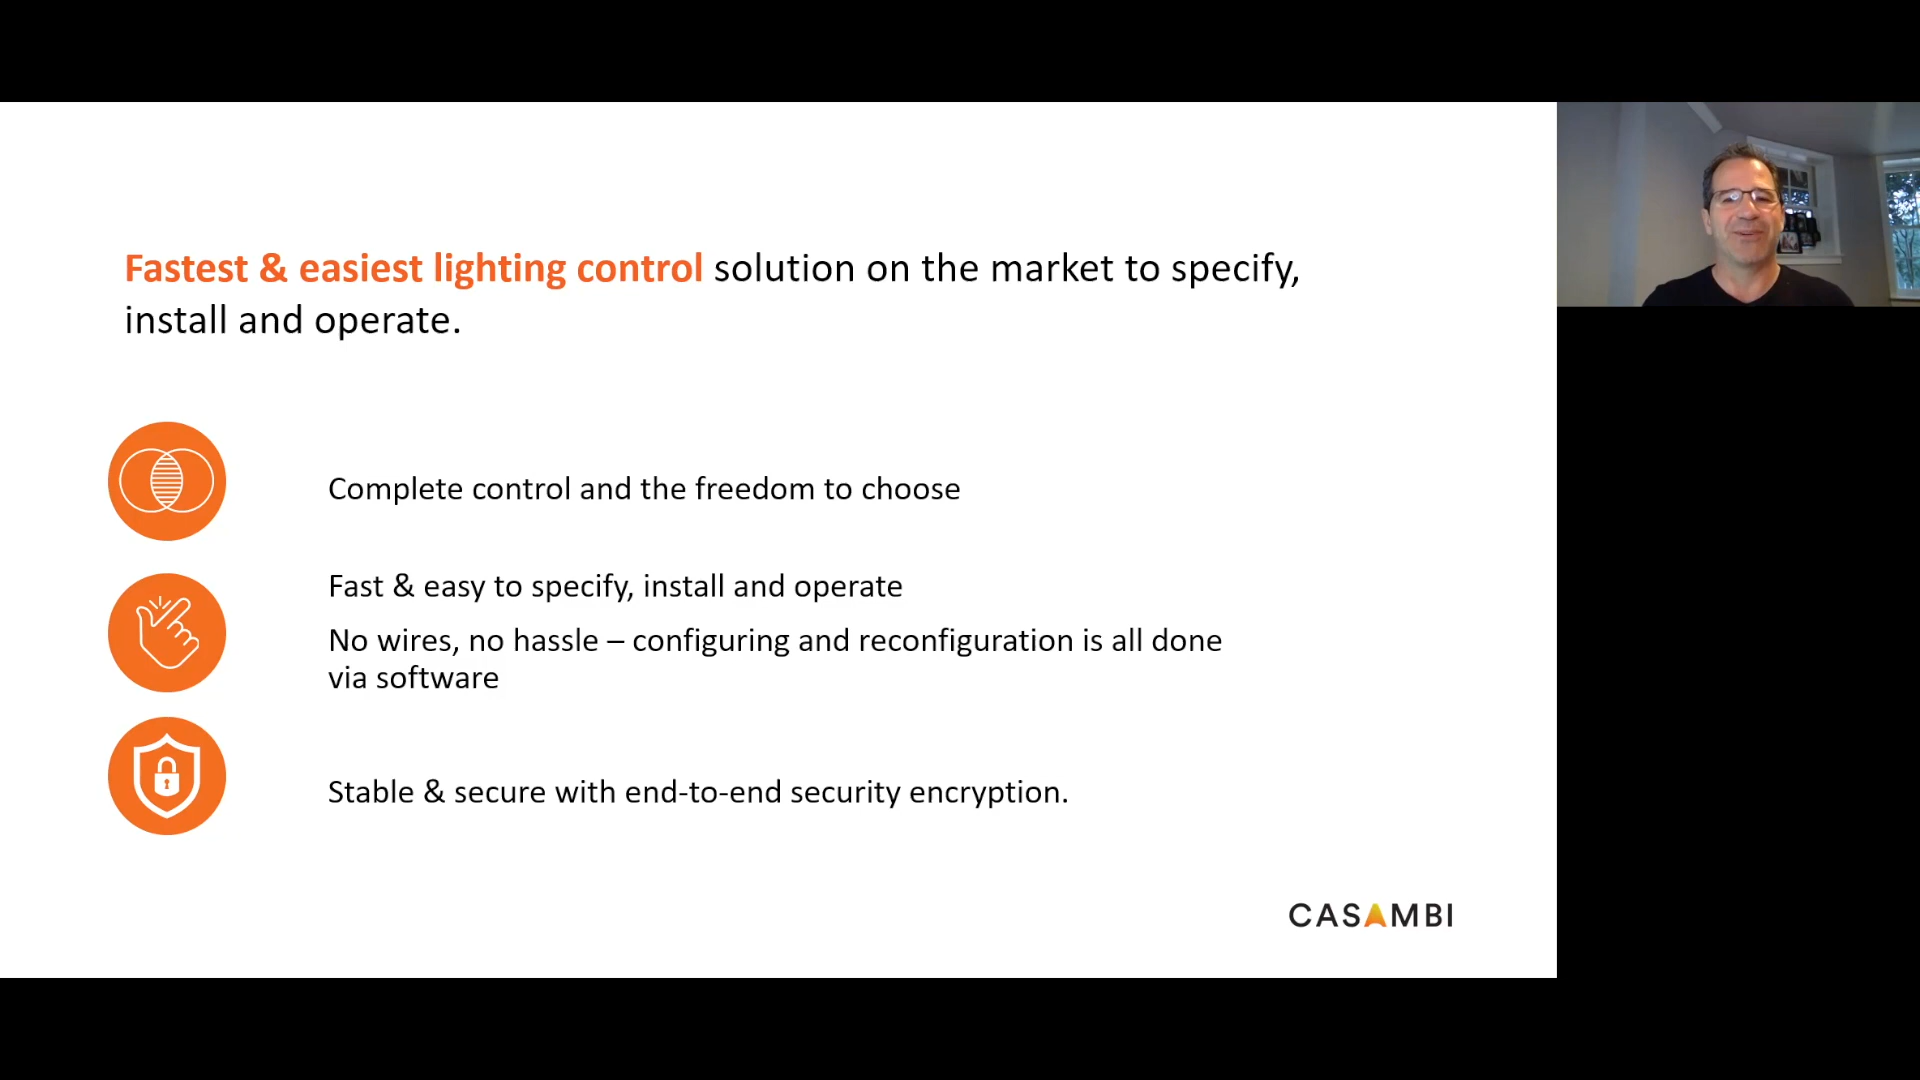 Fastest & easiest lighting control solution on the market to specify,
install and operate.
Complete control and the freedom to choose
Fast & easy to specify, install and operate
No wires, no hassle – configuring and reconfiguration is all done
via software
Stable & secure with end-to-end security encryption.
CASAMBI